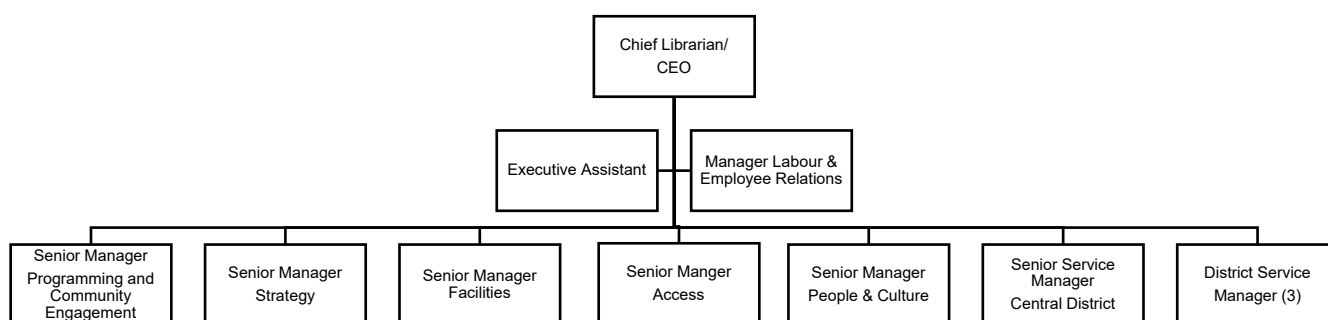 Chief Librarian/
CEO
Executive Assistant
Manager Labour &
Employee Relations
Senior Manager
Programming and
Community
Engagement
Senior Manager
Strategy
Senior Manager
Facilities
Senior Manger
Access
Senior Manager
People & Culture
Senior Service
Manager
Central District
District Service
Manager (3)